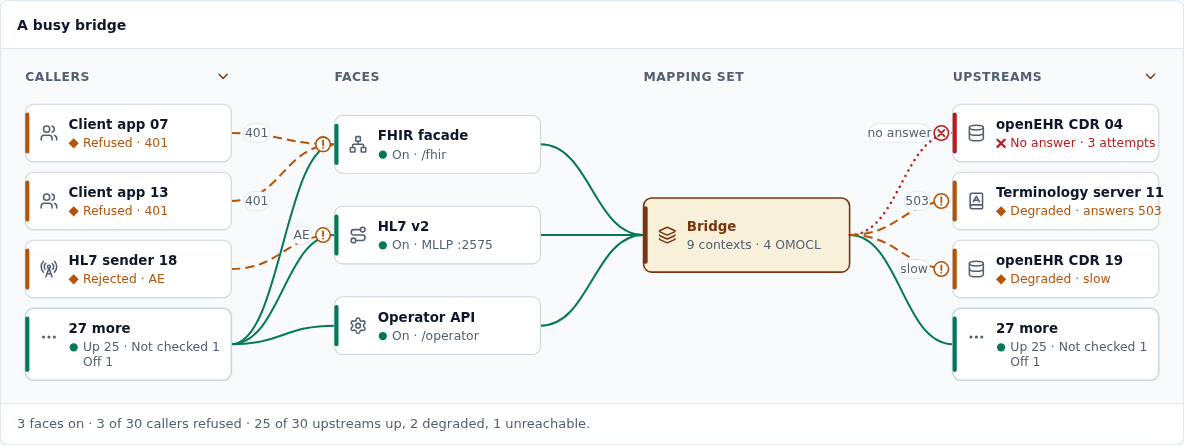 A busy bridge
CALLERS
FACES
MAPPING SET
UPSTREAMS
Client app 07
Refused · 401
401
Client app 13
Refused · 401
401
HL7 sender 18
Rejected · AE
AE
27 more
Up 25 · Not checked 1
Off 1
FHIR facade
On · /fhir
HL7 v2
On · MLLP :2575
Operator API
On · /operator
Bridge
9 contexts · 4 OMOCL
no answer
openEHR CDR 04
No answer · 3 attempts
503
Terminology server 11
Degraded · answers 503
slow
openEHR CDR 19
Degraded · slow
27 more
Up 25 · Not checked 1
Off 1
3 faces on · 3 of 30 callers refused · 25 of 30 upstreams up, 2 degraded, 1 unreachable.